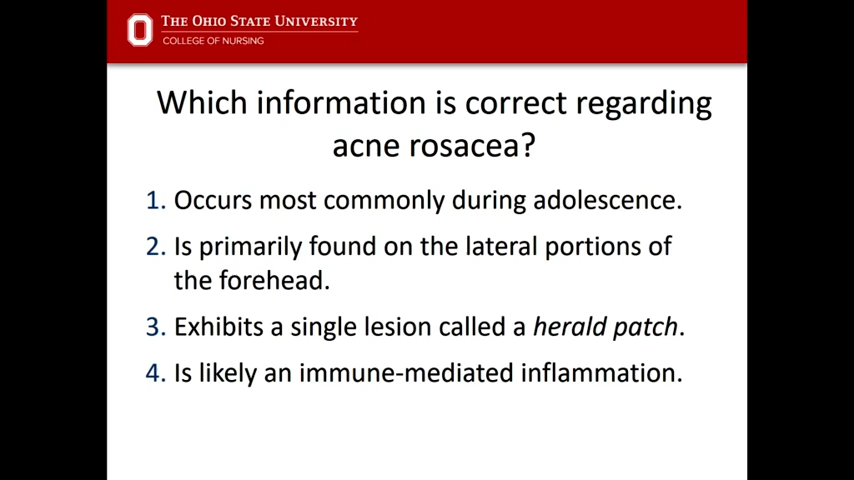 THE OHIO STATE UNIVERSITY
COLLEGE OF NURSING
Which information is correct regarding
acne rosacea?
1. Occurs most commonly during adolescence.
2. Is primarily found on the lateral portions of
the forehead.
3. Exhibits a single lesion called a herald patch.
4. Is likely an immune-mediated inflammation.